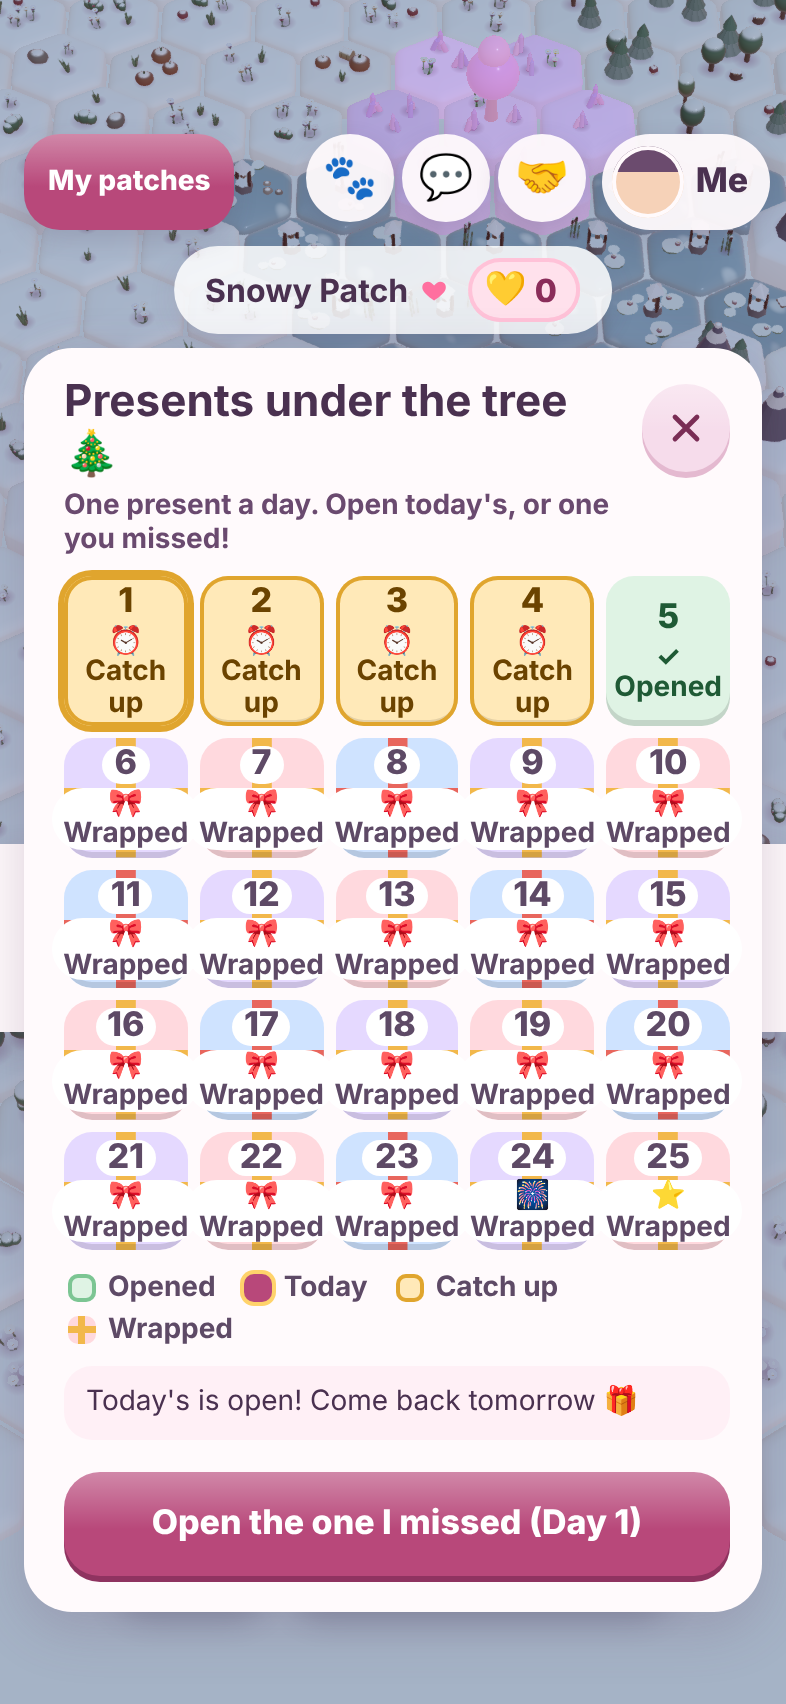 My patches
Me
Snowy Patch
0
Presents under the tree
One present a day. Open today's, or one
you missed!
1
Catch
up
2
Catch
up
3
Catch
up
4
Catch
up
5
Opened
6
Wrapped
7
Wrapped
8
Wrapped
9
Wrapped
10
Wrapped
11
Wrapped
12
Wrapped
13
Wrapped
14
Wrapped
15
Wrapped
16
Wrapped
17
Wrapped
18
Wrapped
19
Wrapped
20
Wrapped
21
Wrapped
22
Wrapped
23
Wrapped
24
Wrapped
25
Wrapped
Opened
Today
Catch up
Wrapped
Today's is open! Come back tomorrow
Open the one I missed (Day 1)